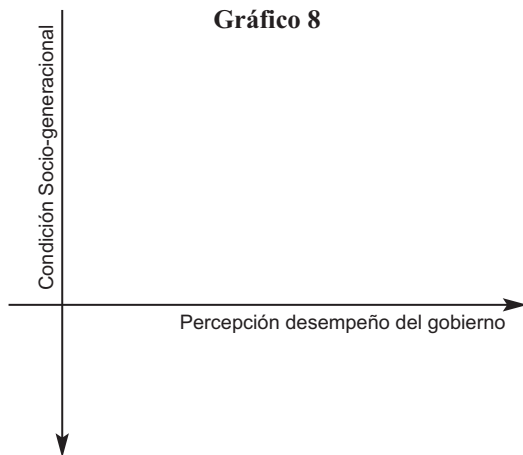 Gráfico 8
Condición Socio-generacional
Percepción desempeño del gobierno